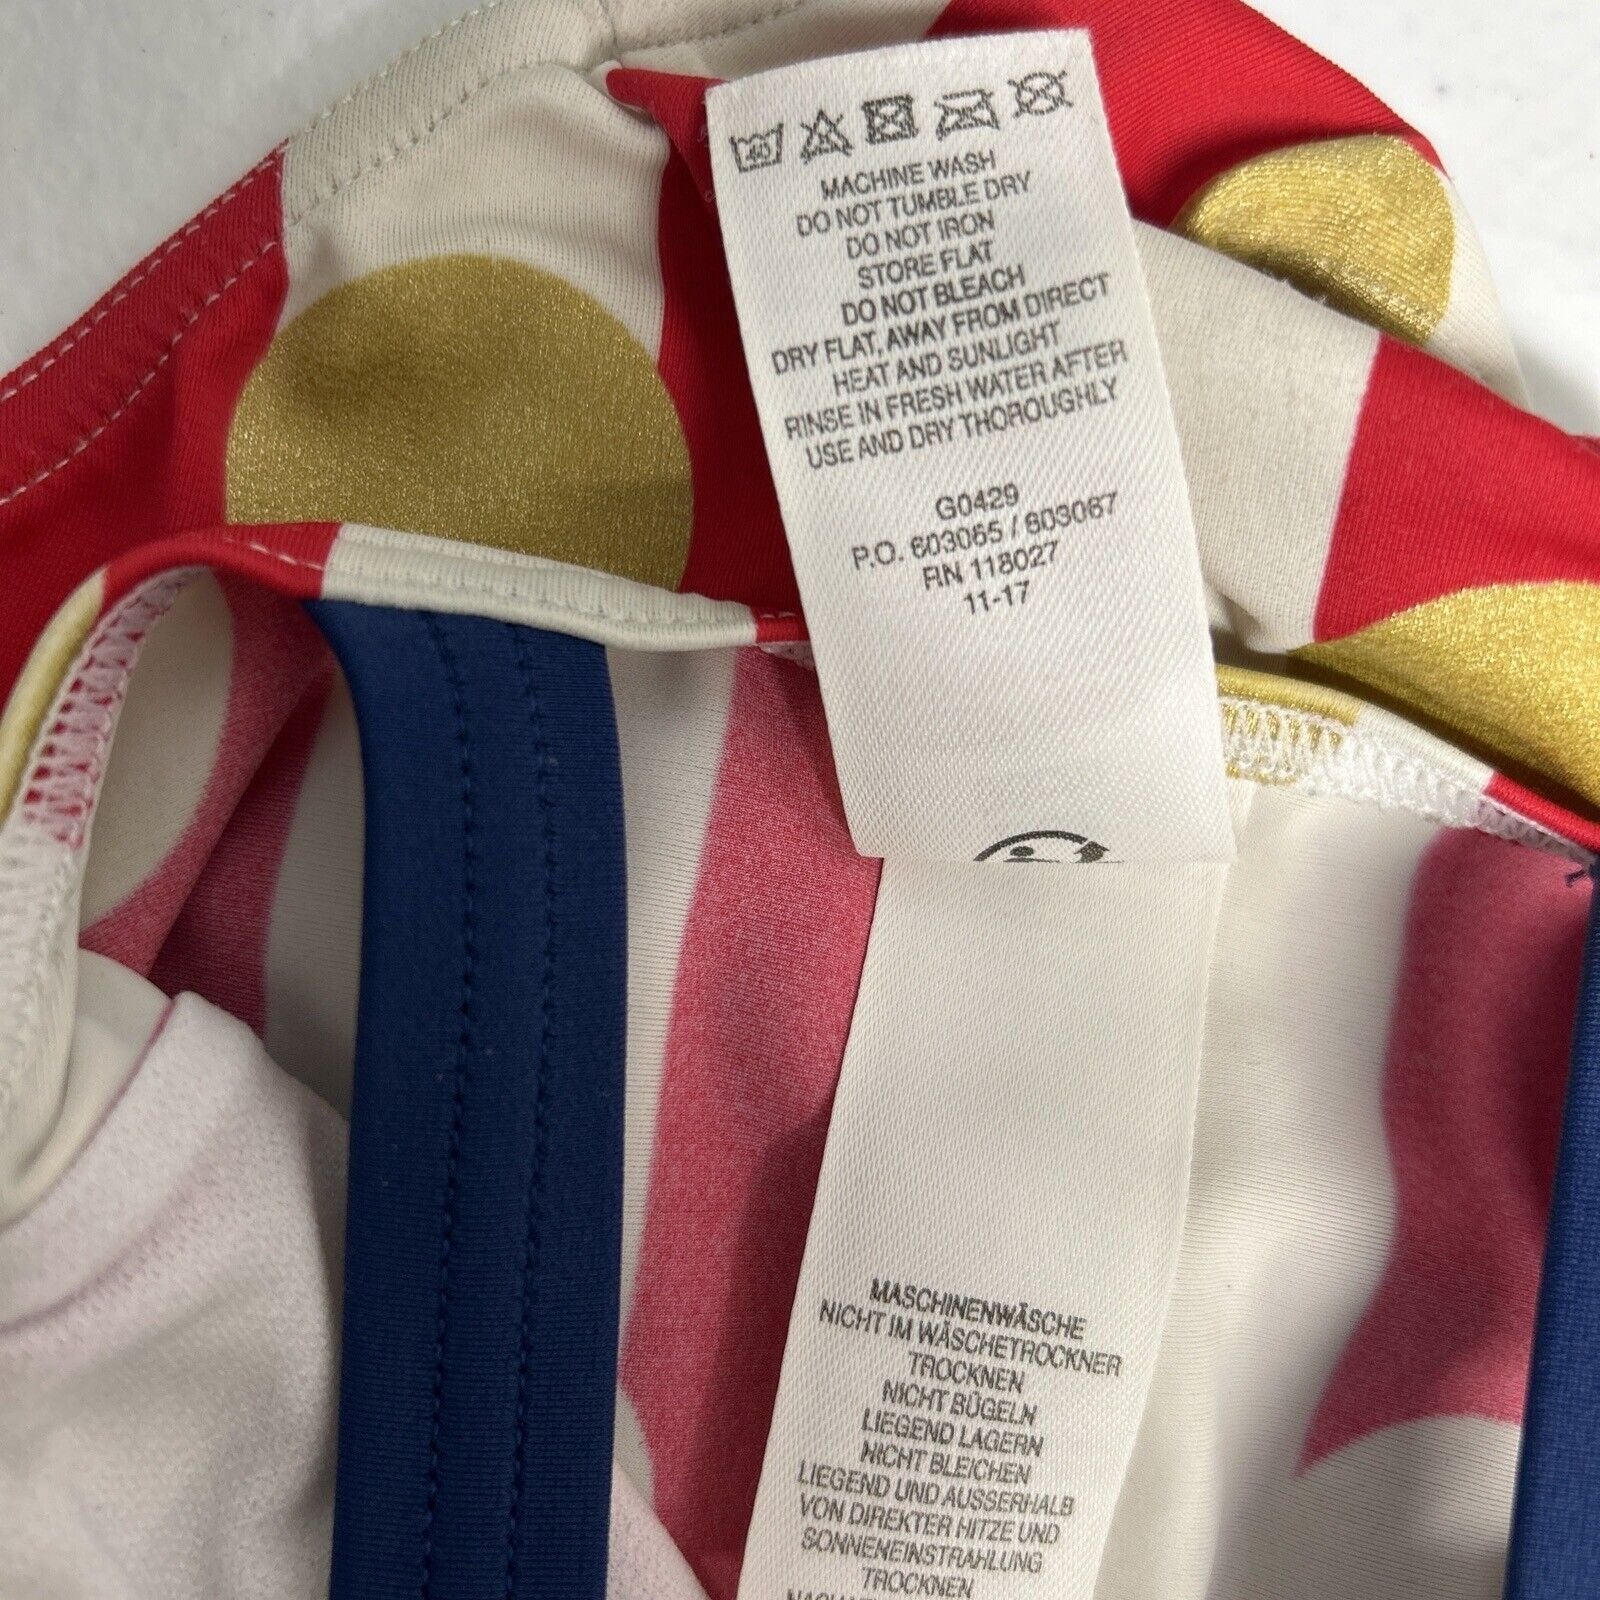 40
MACHINE WASH
DO NOT TUMBLE DRY
DO NOT IRON
STORE FLAT
DO NOT BLEACH
DRY FLAT, AWAY FROM DIRECT
HEAT AND SUNLIGHT
RINSE IN FRESH WATER AFTER
USE AND DRY THOROUGHLY
G0429
P.O. 603065 / 603067
RN 118027
11-17
MASCHINENWÄSCHE
NICHT IM WÄSCHETROCKNER
TROCKNEN
NICHT BÜGELN
LIEGEND LAGERN
NICHT BLEICHEN
LIEGEND UND AUSSERHALB
VON DIREKTER HITZE UND
SONNENEINSTRAHLUNG
TROCKNEN